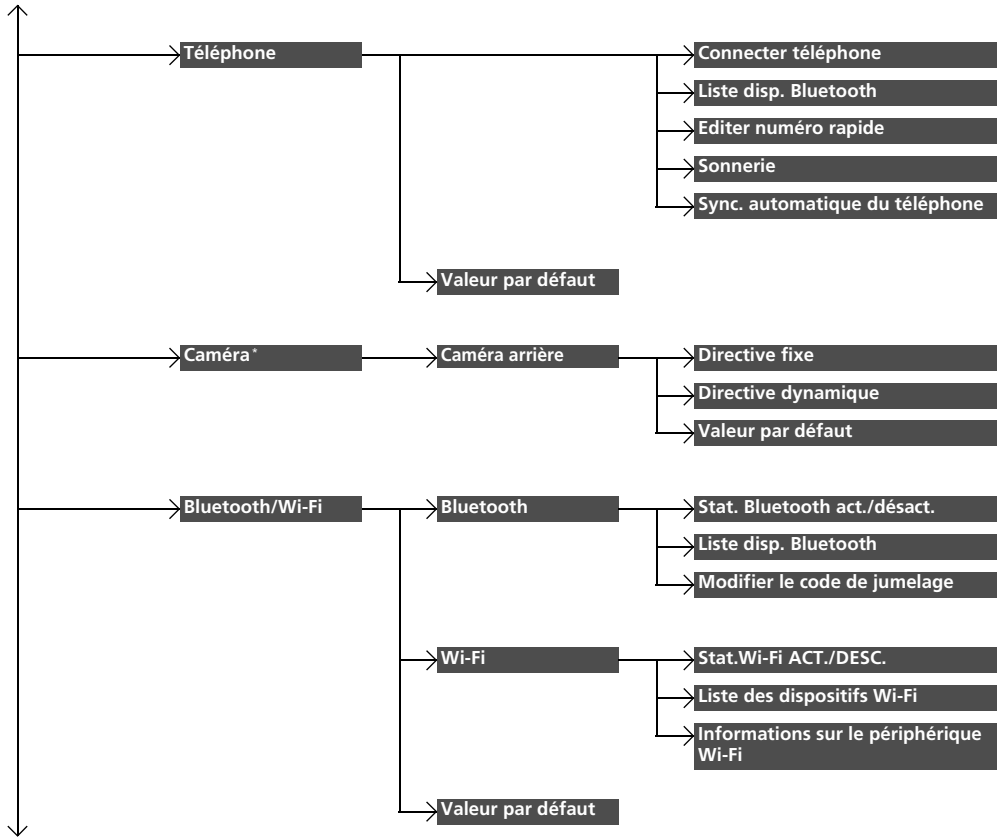 Téléphone
Connecter téléphone
Liste disp. Bluetooth
Editer numéro rapide
Sonnerie
Sync. automatique du téléphone
Valeur par défaut
Caméra*
Caméra arrière
Directive fixe
Directive dynamique
Valeur par défaut
Bluetooth/Wi-Fi
Bluetooth
Stat. Bluetooth act./désact.
Liste disp. Bluetooth
Modifier le code de jumelage
Wi-Fi
Stat.Wi-Fi ACT./DESC.
Liste des dispositifs Wi-Fi
Informations sur le périphérique
Wi-Fi
Valeur par défaut